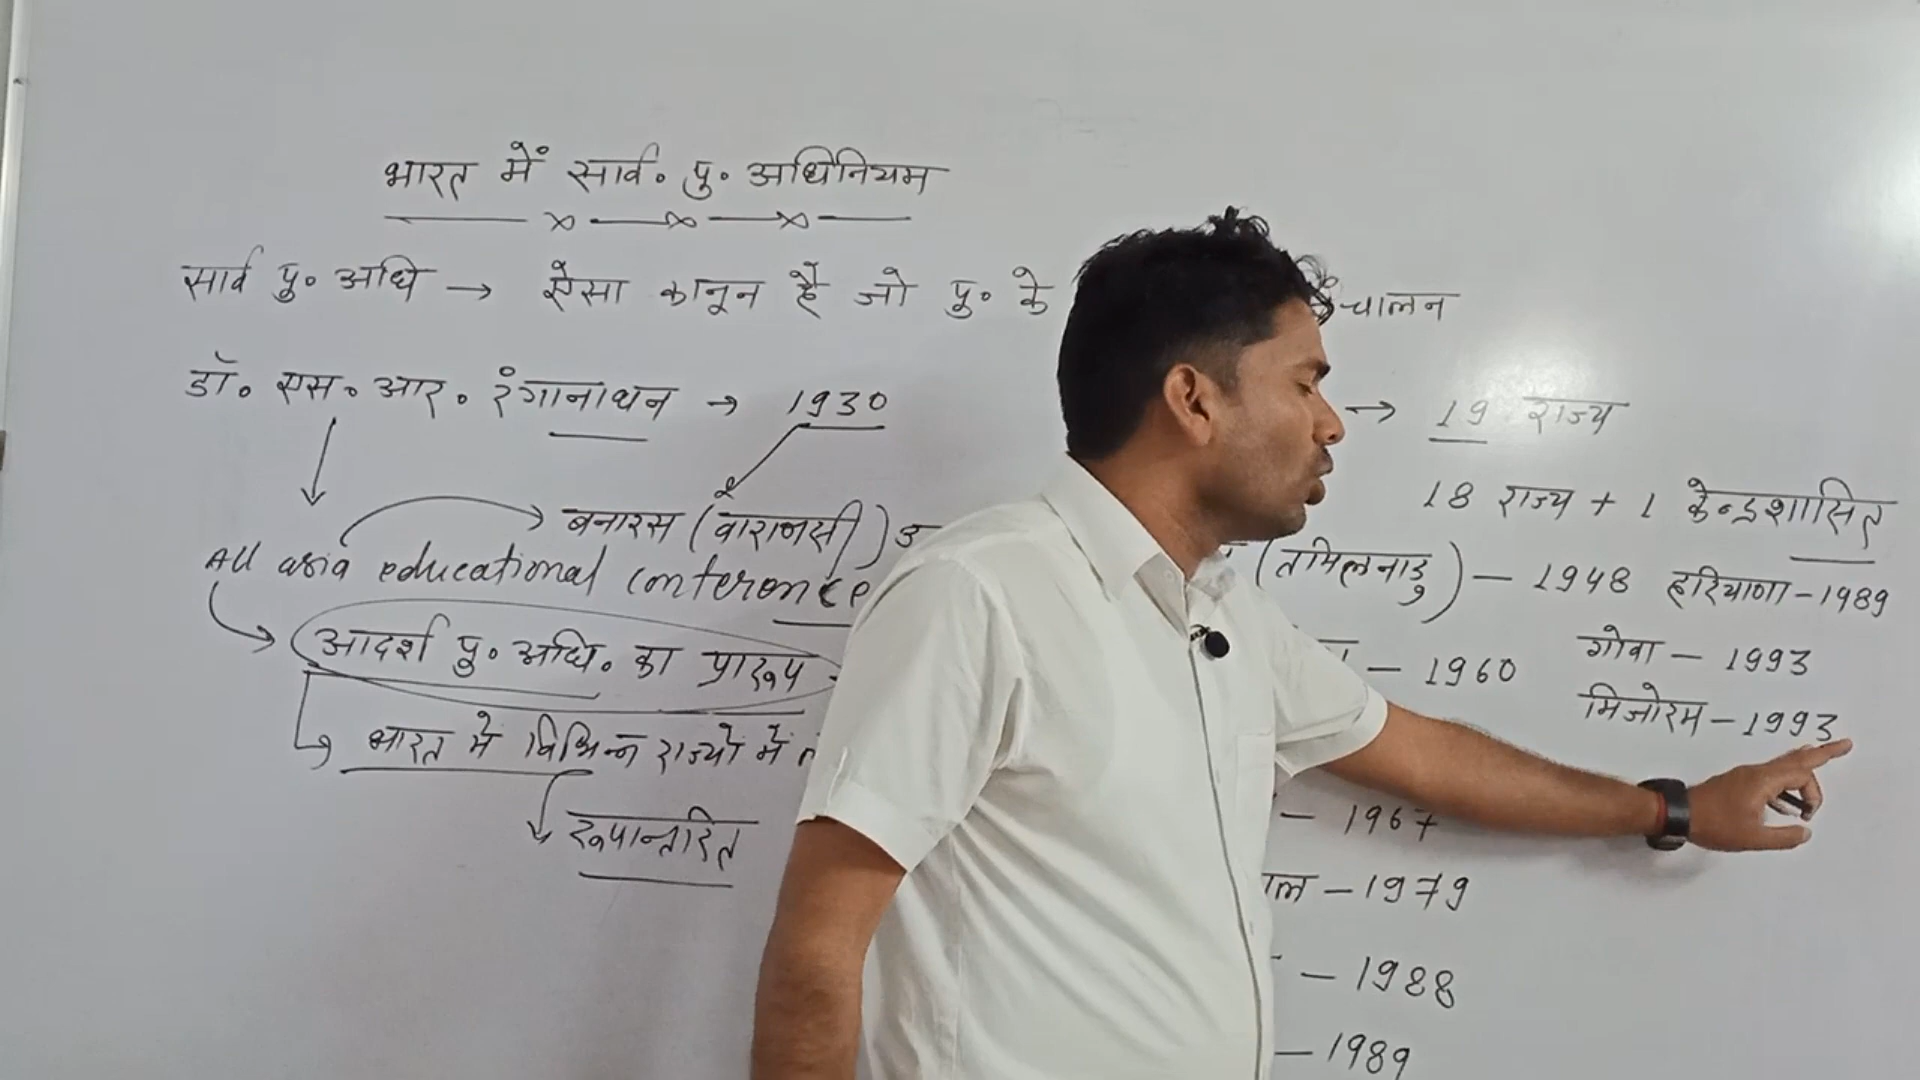 भारत में सार्व. पु. अधिनियम
सार्व पु. अधि → ऐसा कानून है जो पु. के संचालन
डॉ. एस. आर. रंगानाथन → 1930
→ 19 राज्य
18 राज्य + 1 केन्द्रशासित
बनारस (वाराणसी) उ
All asia educational conference
(तमिलनाडु) – 1948
हरियाणा – 1989
आदर्श पु. अधि. का प्रारूप
– 1960
गोवा – 1993
मिजोरम – 1993
भारत में विभिन्न राज्यों में
रूपान्तरित
– 1967
ाल – 1979
– 1988
– 1989